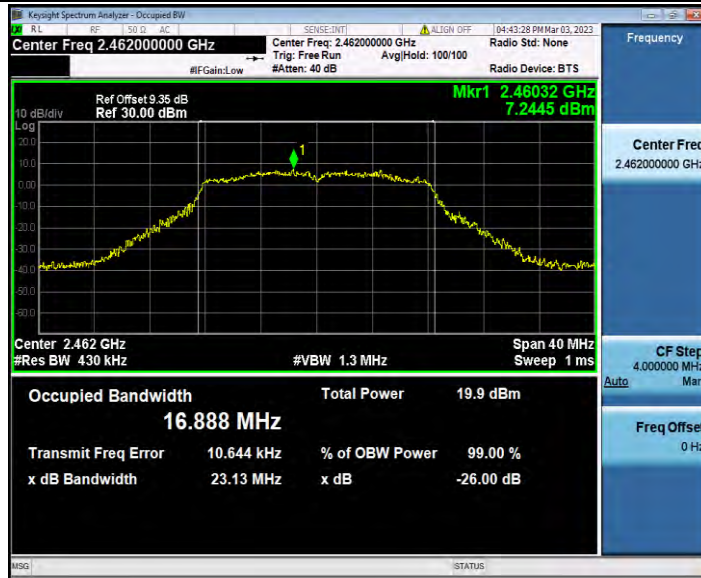 Keysight Spectrum Analyzer - Occupied BW
RL RF 50 Ω AC SENSE:INT ALIGN OFF 04:43:28 PM Mar 03, 2023
Center Freq 2.462000000 GHz
Center Freq: 2.462000000 GHz
Radio Std: None
Trig: Free Run Avg|Hold: 100/100
#IFGain:Low #Atten: 40 dB Radio Device: BTS
Frequency
Mkr1 2.46032 GHz
7.2445 dBm
Ref Offset 9.35 dB
10 dB/div Ref 30.00 dBm
Log
20.0
10.0
0.00
-10.0
-20.0
-30.0
-40.0
-50.0
-60.0
1
Center Freq
2.462000000 GHz
Center 2.462 GHz Span 40 MHz
#Res BW 430 kHz #VBW 1.3 MHz Sweep 1 ms
CF Step
4.000000 MHz
Auto Man
Freq Offset
0 Hz
Occupied Bandwidth Total Power 19.9 dBm
16.888 MHz
Transmit Freq Error 10.644 kHz % of OBW Power 99.00 %
x dB Bandwidth 23.13 MHz x dB -26.00 dB
MSG STATUS